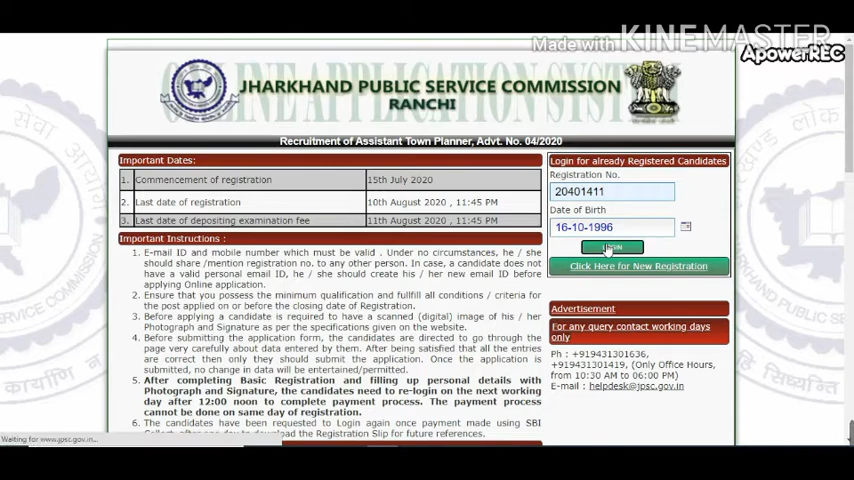 Made with KINEMASTER
ApowerREC
JHARKHAND PUBLIC SERVICE COMMISSION
RANCHI
Recruitment of Assistant Town Planner, Advt. No. 04/2020
Important Dates:
1. Commencement of registration 15th July 2020
2. Last date of registration 10th August 2020 , 11:45 PM
3. Last date of depositing examination fee 11th August 2020 , 11:45 PM
Important Instructions :
1. E-mail ID and mobile number which must be valid . Under no circumstances, he / she
should share /mention registration no. to any other person. In case, a candidate does not
have a valid personal email ID, he / she should create his / her new email ID before
applying Online application.
2. Ensure that you possess the minimum qualification and fullfill all conditions / criteria for
the post applied on or before the closing date of Registration.
3. Before applying a candidate is required to have a scanned (digital) image of his / her
Photograph and Signature as per the specifications given on the website.
4. Before submitting the application form, the candidates are directed to go through the
page very carefully about data entered by them. After being satisfied that all the entries
are correct then only they should submit the application. Once the application is
submitted, no change in data will be entertained/permitted.
5. After completing Basic Registration and filling up personal details with
Photograph and Signature, the candidates need to re-login on the next working
day after 12:00 noon to complete payment process. The payment process
cannot be done on same day of registration.
6. The candidates have been requested to Login again once payment made using SBI
Collect, after one day to download the Registration Slip for future references.
Login for already Registered Candidates
Registration No.
20401411
Date of Birth
16-10-1996
Click Here for New Registration
Advertisement
For any query contact working days
only
Ph : +919431301636,
+919431301419, (Only Office Hours,
from 10:30 AM to 06:00 PM)
E-mail : helpdesk@jpsc.gov.in
Waiting for www.jpsc.gov.in...